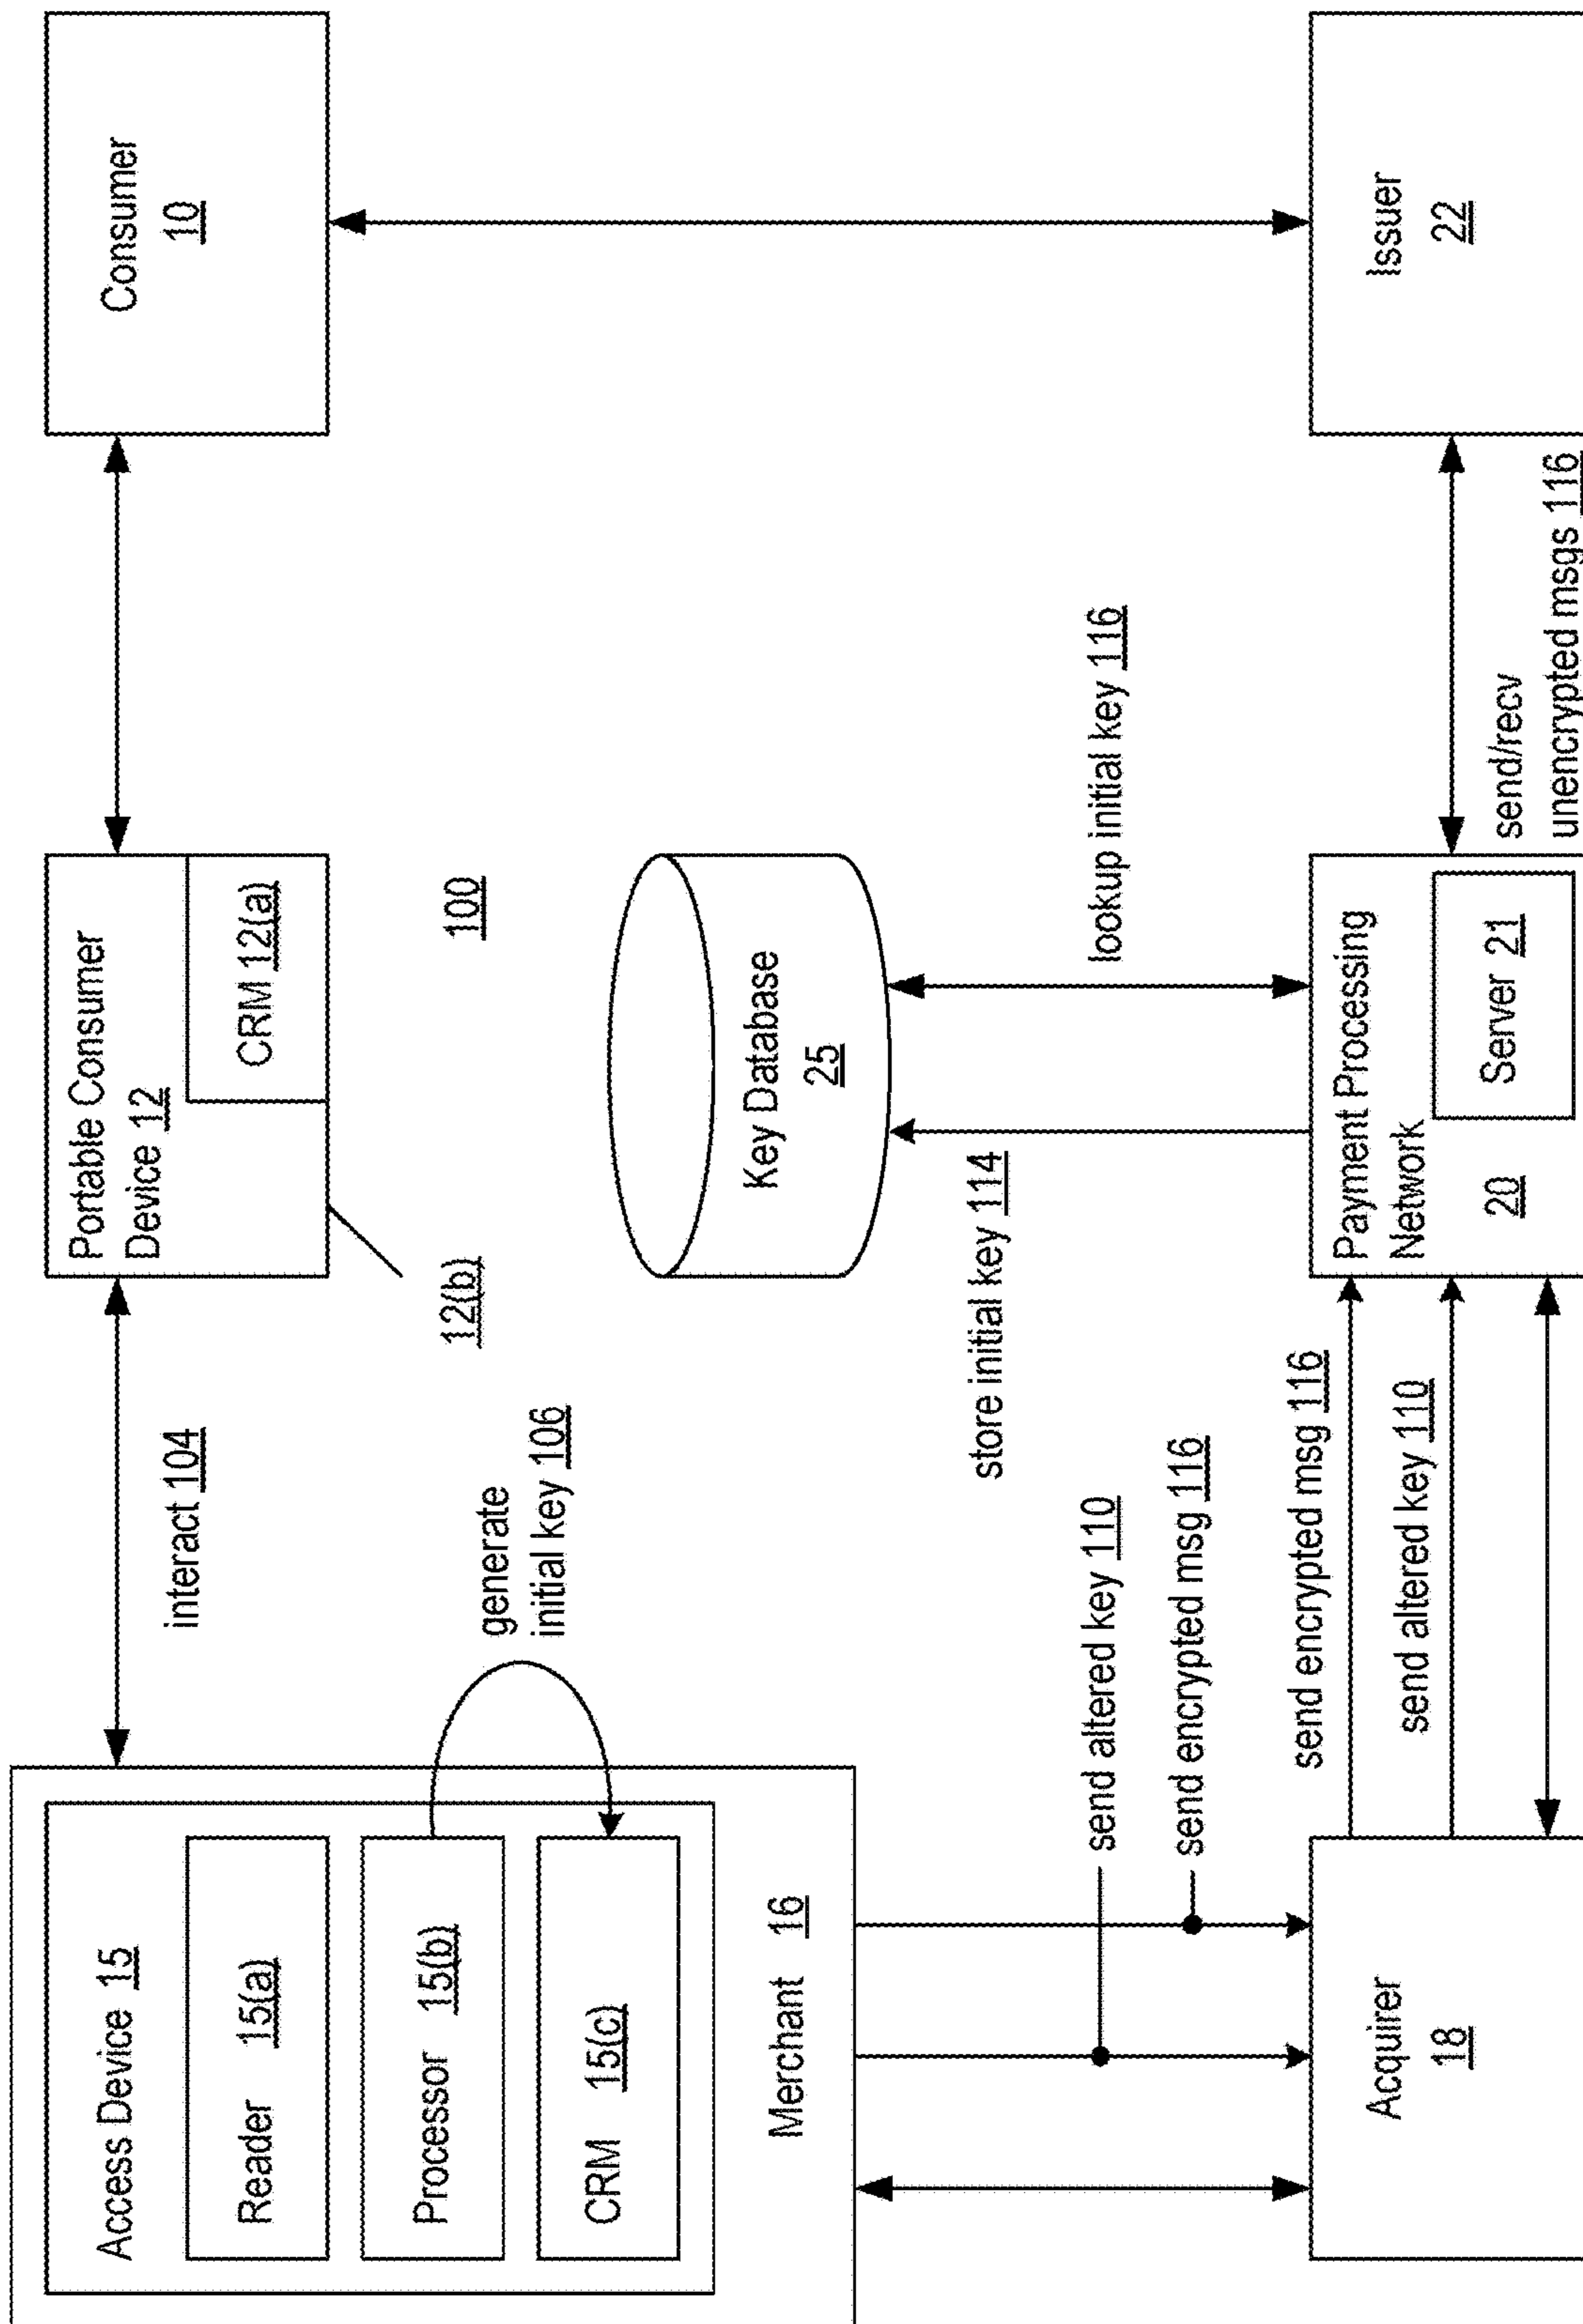 Access Device 15
Reader 15(a)
Processor 15(b)
CRM 15(c)
Merchant 16
interact 104
generate
initial key 106
Portable Consumer
Device 12
CRM 12(a)
12(b)
100
Consumer
10
Key Database
25
store initial key 114
lookup initial key 116
send altered key 110
send encrypted msg 116
Acquirer
18
send encrypted msg 116
send altered key 110
Payment Processing
Network
20
Server 21
send/recv
unencrypted msgs 116
Issuer
22